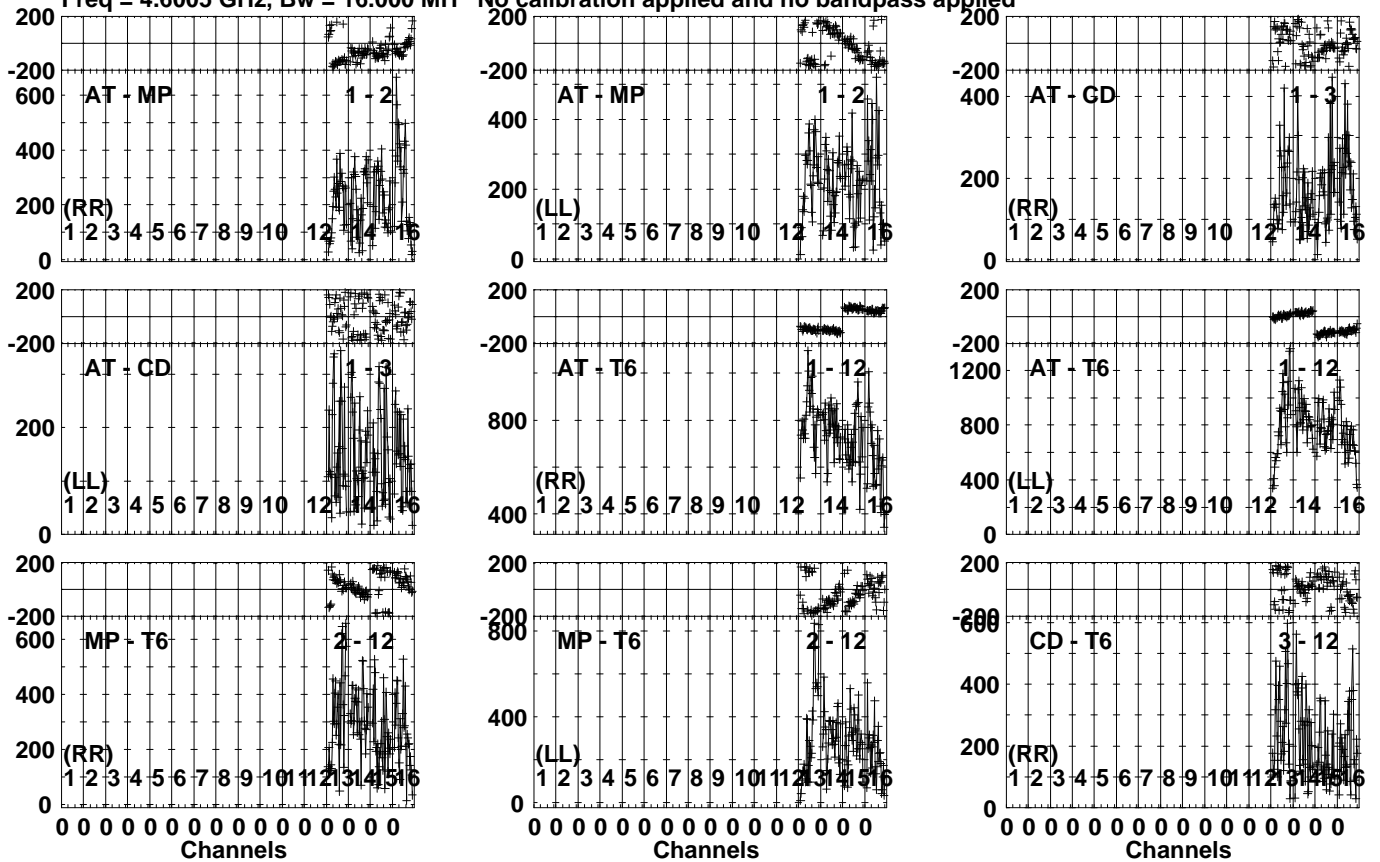 Freq = 4.6005 GHz, Bw = 16.000 MH No calibration applied and no bandpass applied
200 200 200
-200 -200 -200
AT - MP 1 - 2 AT - MP 1 - 2 AT - CD 1 - 3
600 400 400
400 200 200
200 0 0
0
(RR) (LL) (RR)
1 2 3 4 5 6 7 8 9 10 12 14 16 1 2 3 4 5 6 7 8 9 10 12 14 16 1 2 3 4 5 6 7 8 9 10 12 14 16
200 200 200
-200 -200 -200
AT - CD 1 - 3 AT - T6 1 - 12 AT - T6 1 - 12
200 800 1200
0 400 800
400
0
(LL) (RR) (LL)
1 2 3 4 5 6 7 8 9 10 12 14 16 1 2 3 4 5 6 7 8 9 10 12 14 16 1 2 3 4 5 6 7 8 9 10 12 14 16
200 200 200
-200 -200 -200
MP - T6 2 - 12 MP - T6 2 - 12 CD - T6 3 - 12
600 800 600
400 400 400
200 0 200
0 0
(RR) (LL) (RR)
1 2 3 4 5 6 7 8 9 10 11 12 13 14 15 16 1 2 3 4 5 6 7 8 9 10 11 12 13 14 15 16 1 2 3 4 5 6 7 8 9 10 11 12 13 14 15 16
0 0 0 0 0 0 0 0 0 0 0 0 0 0 0 0 0 0 0 0 0 0 0 0 0 0 0 0 0 0 0 0 0 0 0 0 0 0 0 0 0 0 0 0 0 0 0 0
Channels Channels Channels